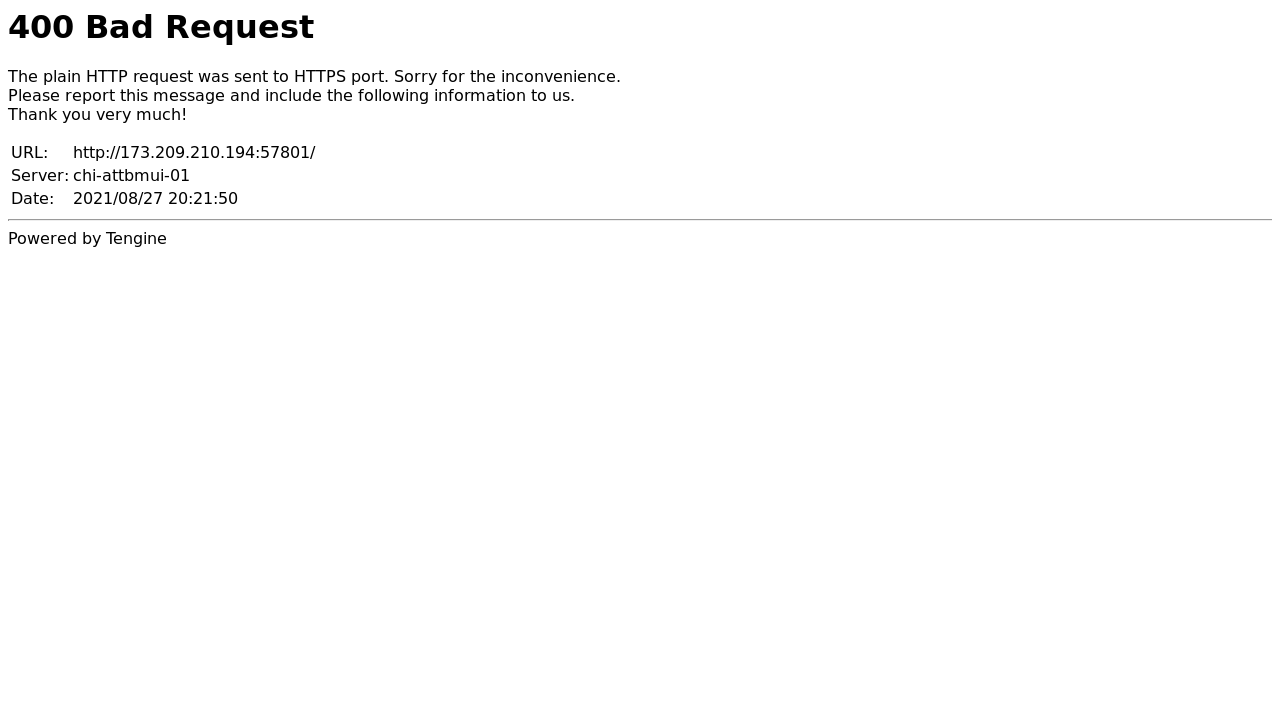 400 Bad Request
The plain HTTP request was sent to HTTPS port. Sorry for the inconvenience.
Please report this message and include the following information to us.
Thank you very much!
URL: http://173.209.210.194:57801/
Server: chi-attbmui-01
Date: 2021/08/27 20:21:50
Powered by Tengine